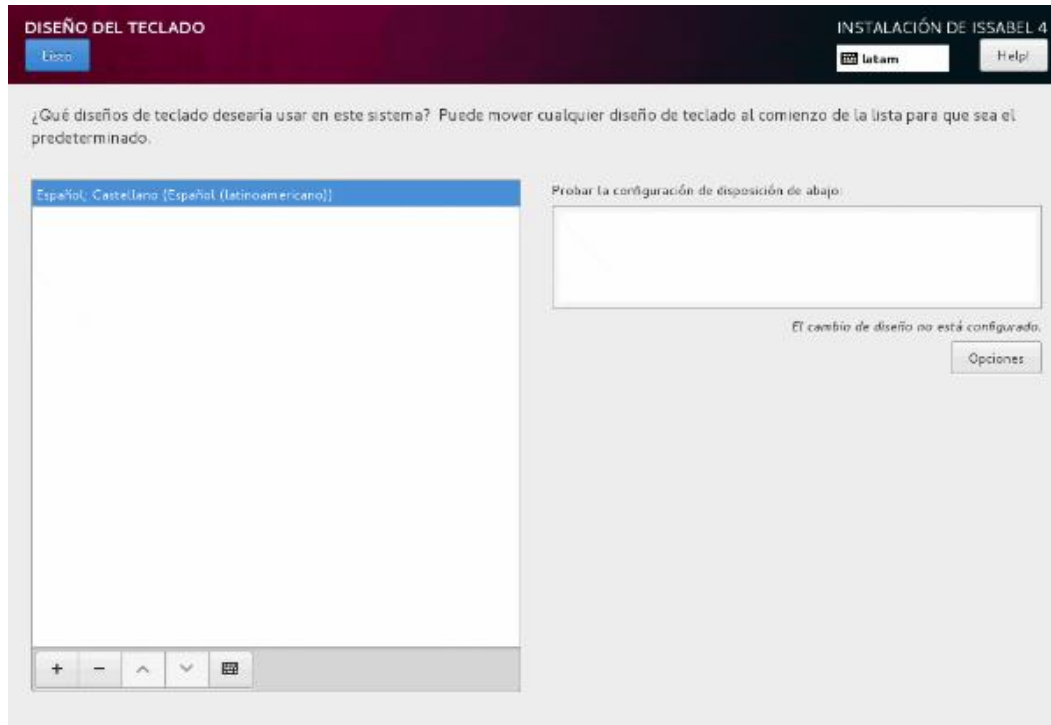 DISEÑO DEL TECLADO
INSTALACIÓN DE ISSABEL 4
Listo
latam
Help!
¿Qué diseños de teclado desearía usar en este sistema? Puede mover cualquier diseño de teclado al comienzo de la lista para que sea el
predeterminado.
Español; Castellano (Español (latinoamericano))
Probar la configuración de disposición de abajo:
El cambio de diseño no está configurado.
Opciones